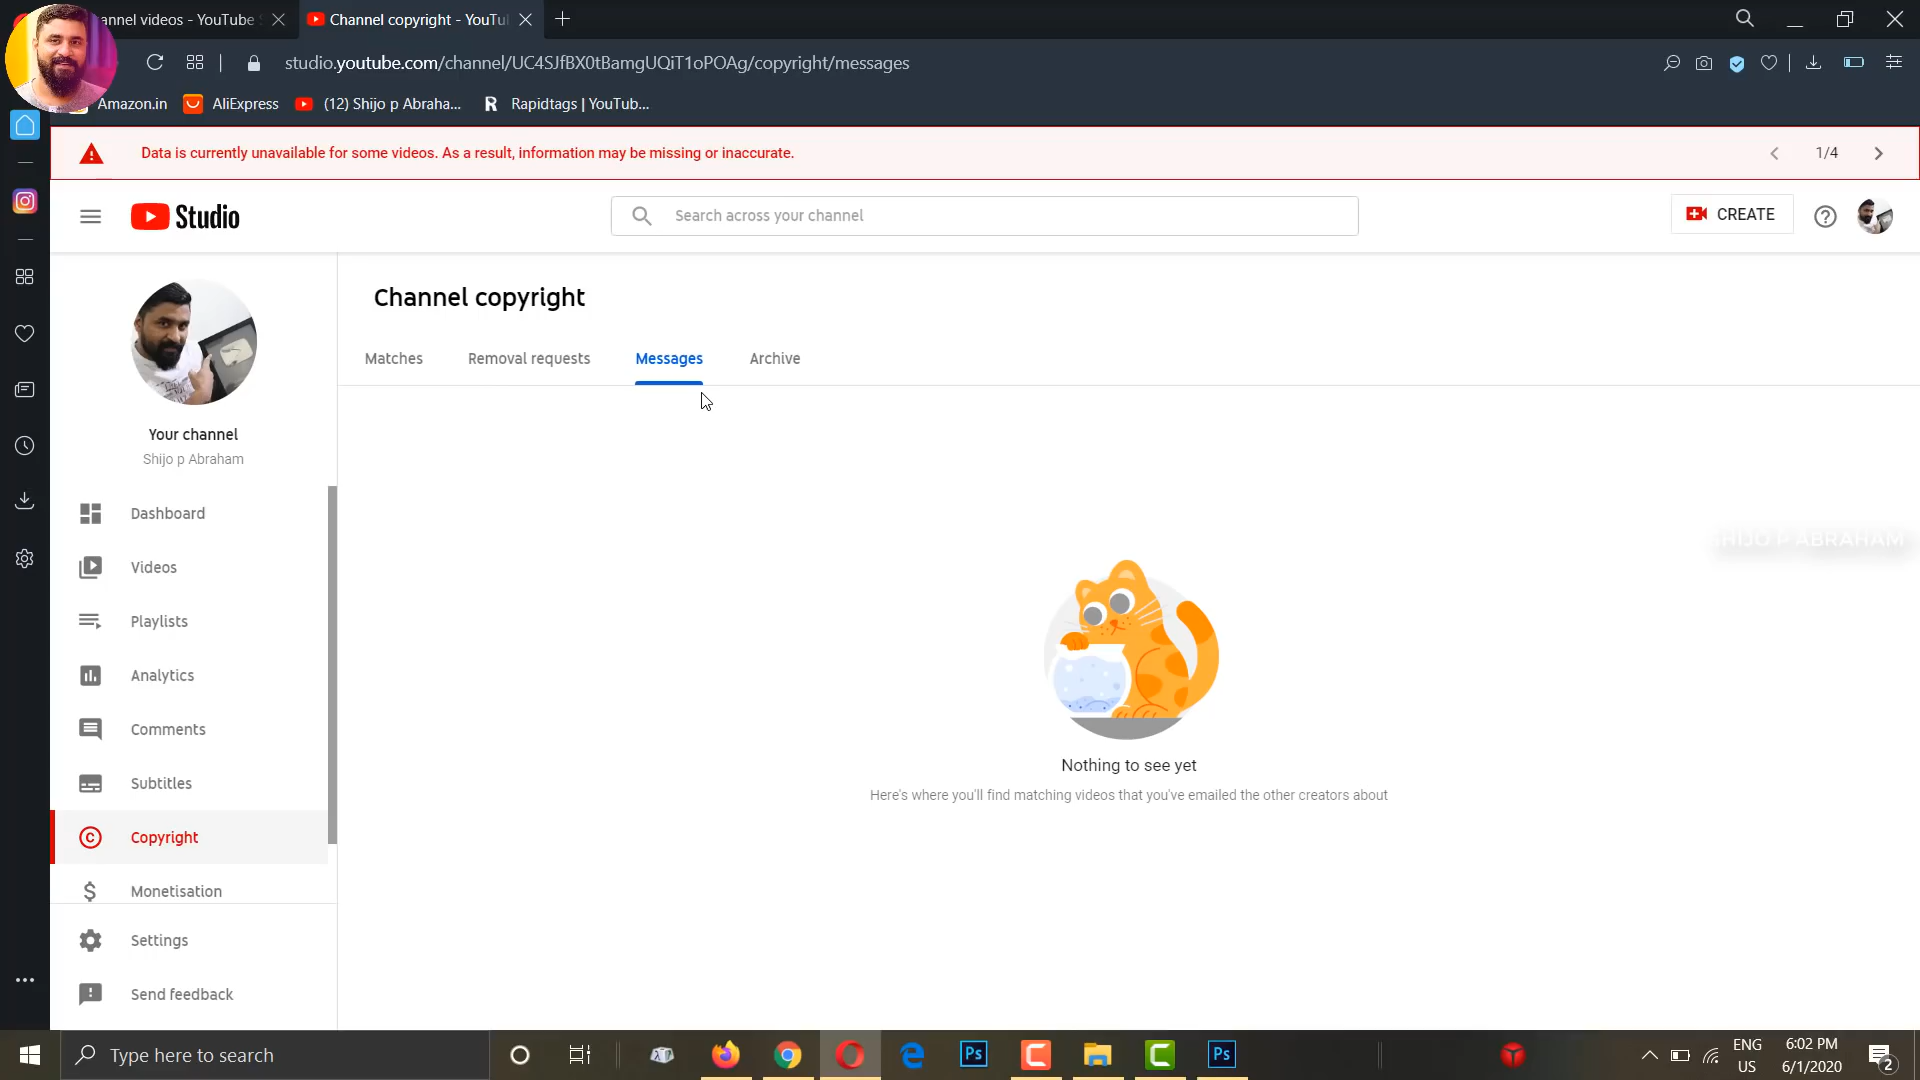 annel videos - YouTube S
Channel copyright - YouTu
studio.youtube.com/channel/UC4SJfBX0tBamgUQiT1oPOAg/copyright/messages
Amazon.in
AliExpress
(12) Shijo p Abraha...
R
Rapidtags | YouTub...
Data is currently unavailable for some videos. As a result, information may be missing or inaccurate.
1/4
Studio
Search across your channel
CREATE
Channel copyright
Matches
Removal requests
Messages
Archive
Your channel
Shijo p Abraham
Dashboard
Videos
Playlists
Analytics
Comments
Subtitles
Copyright
Monetisation
Settings
Send feedback
SHIJO P ABRAHAM
Nothing to see yet
Here's where you'll find matching videos that you've emailed the other creators about
Type here to search
Ps
Ps
ENG
US
6:02 PM
6/1/2020
2